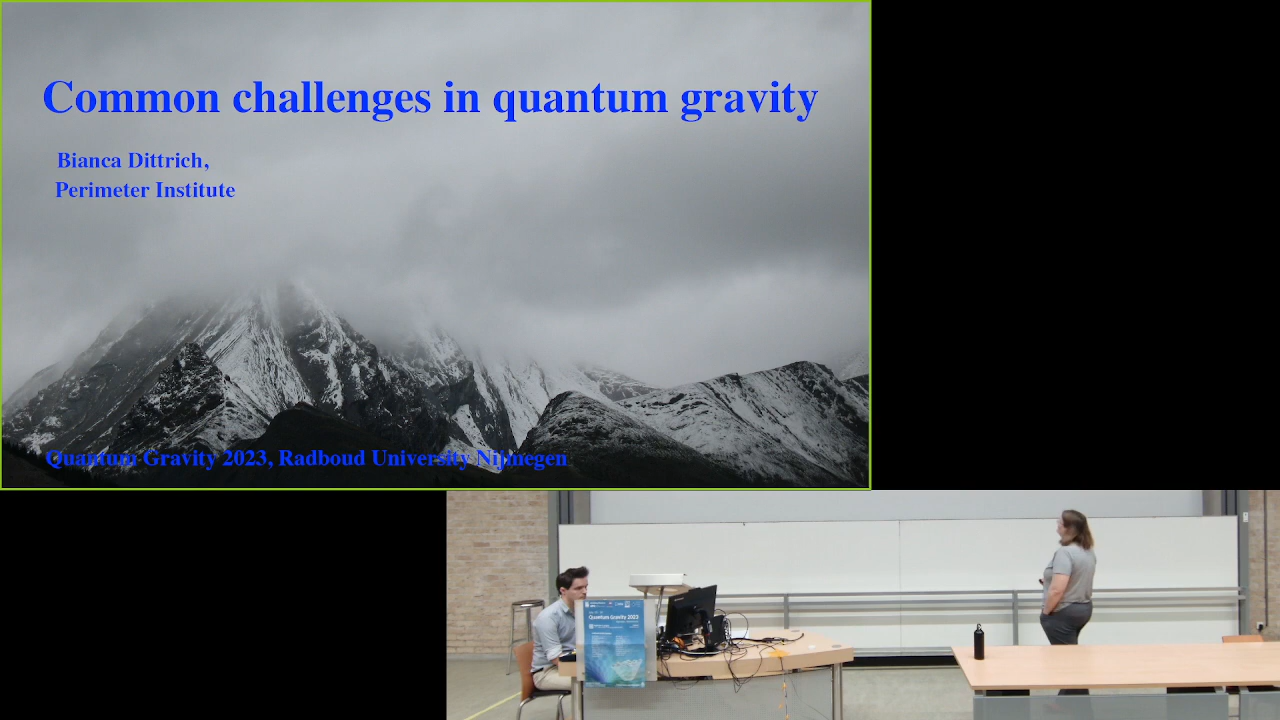 Common challenges in quantum gravity
Bianca Dittrich,
Perimeter Institute
Quantum Gravity 2023, Radboud University Nijmegen
Quantum Gravity 2023